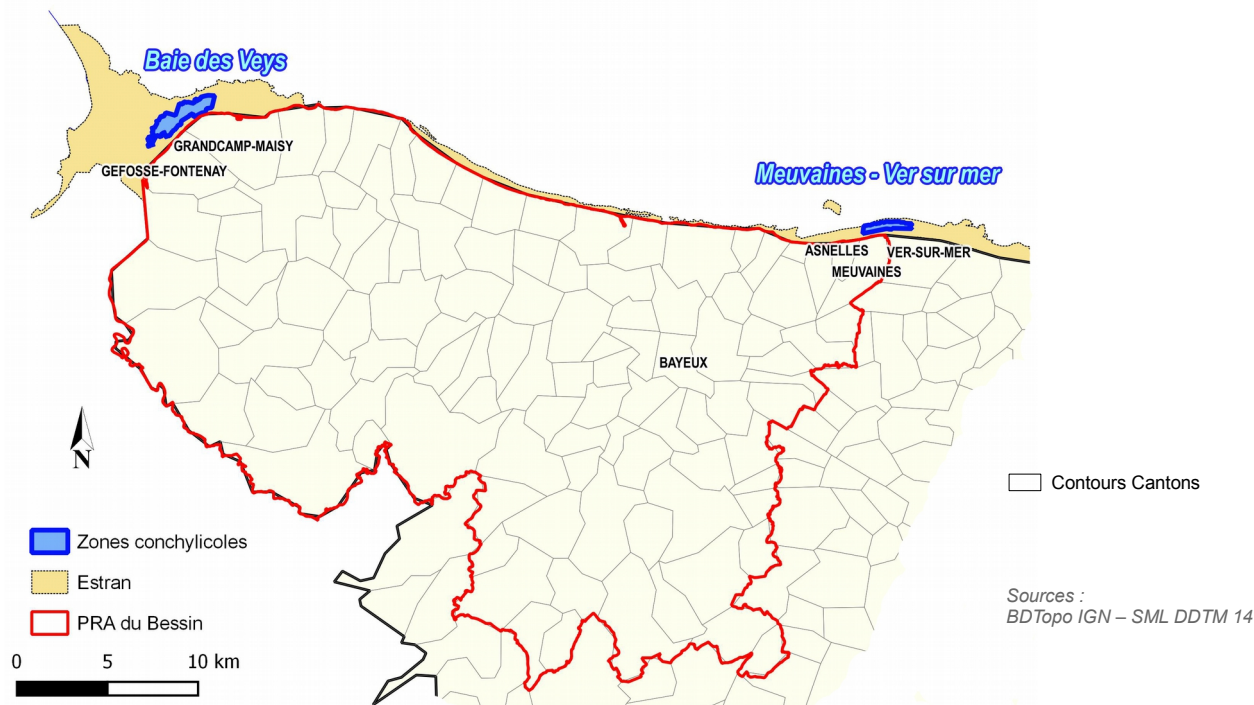 Baie des Veys
GRANDCAMP-MAISY
GEFOSSE-FONTENAY
Meuvaines - Ver sur mer
ASNELLES
VER-SUR-MER
MEUVAINES
BAYEUX
N
Contours Cantons
Zones conchylicoles
Estran
PRA du Bessin
0 5 10 km
Sources :
BDTopo IGN – SML DDTM 14